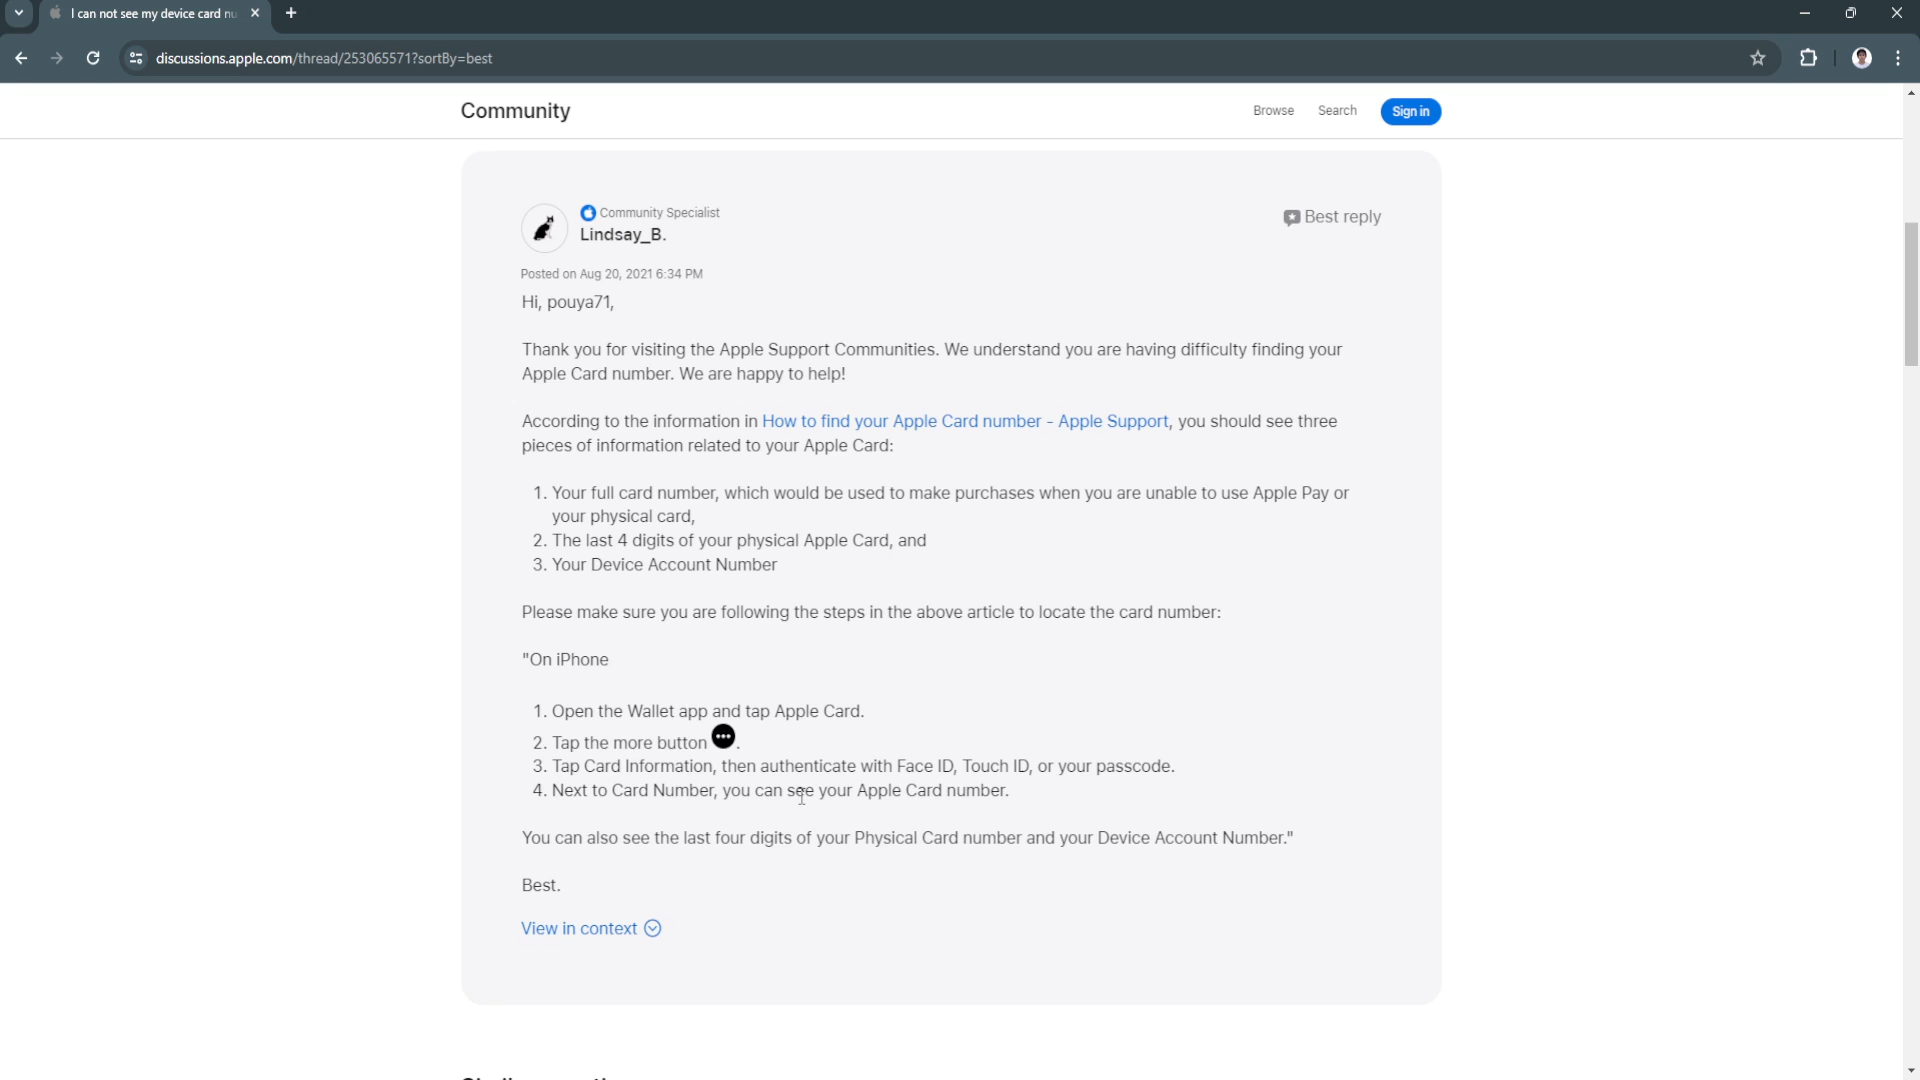 I can not see my device card nu
discussions.apple.com/thread/253065571?sortBy=best
Community
Browse
Search
Sign in
Community Specialist
Lindsay_B.
Best reply
Posted on Aug 20, 2021 6:34 PM
Hi, pouya71,
Thank you for visiting the Apple Support Communities. We understand you are having difficulty finding your
Apple Card number. We are happy to help!
According to the information in How to find your Apple Card number - Apple Support, you should see three
pieces of information related to your Apple Card:
1. Your full card number, which would be used to make purchases when you are unable to use Apple Pay or
your physical card,
2. The last 4 digits of your physical Apple Card, and
3. Your Device Account Number
Please make sure you are following the steps in the above article to locate the card number:
"On iPhone
1. Open the Wallet app and tap Apple Card.
2. Tap the more button .
3. Tap Card Information, then authenticate with Face ID, Touch ID, or your passcode.
4. Next to Card Number, you can see your Apple Card number.
You can also see the last four digits of your Physical Card number and your Device Account Number."
Best.
View in context